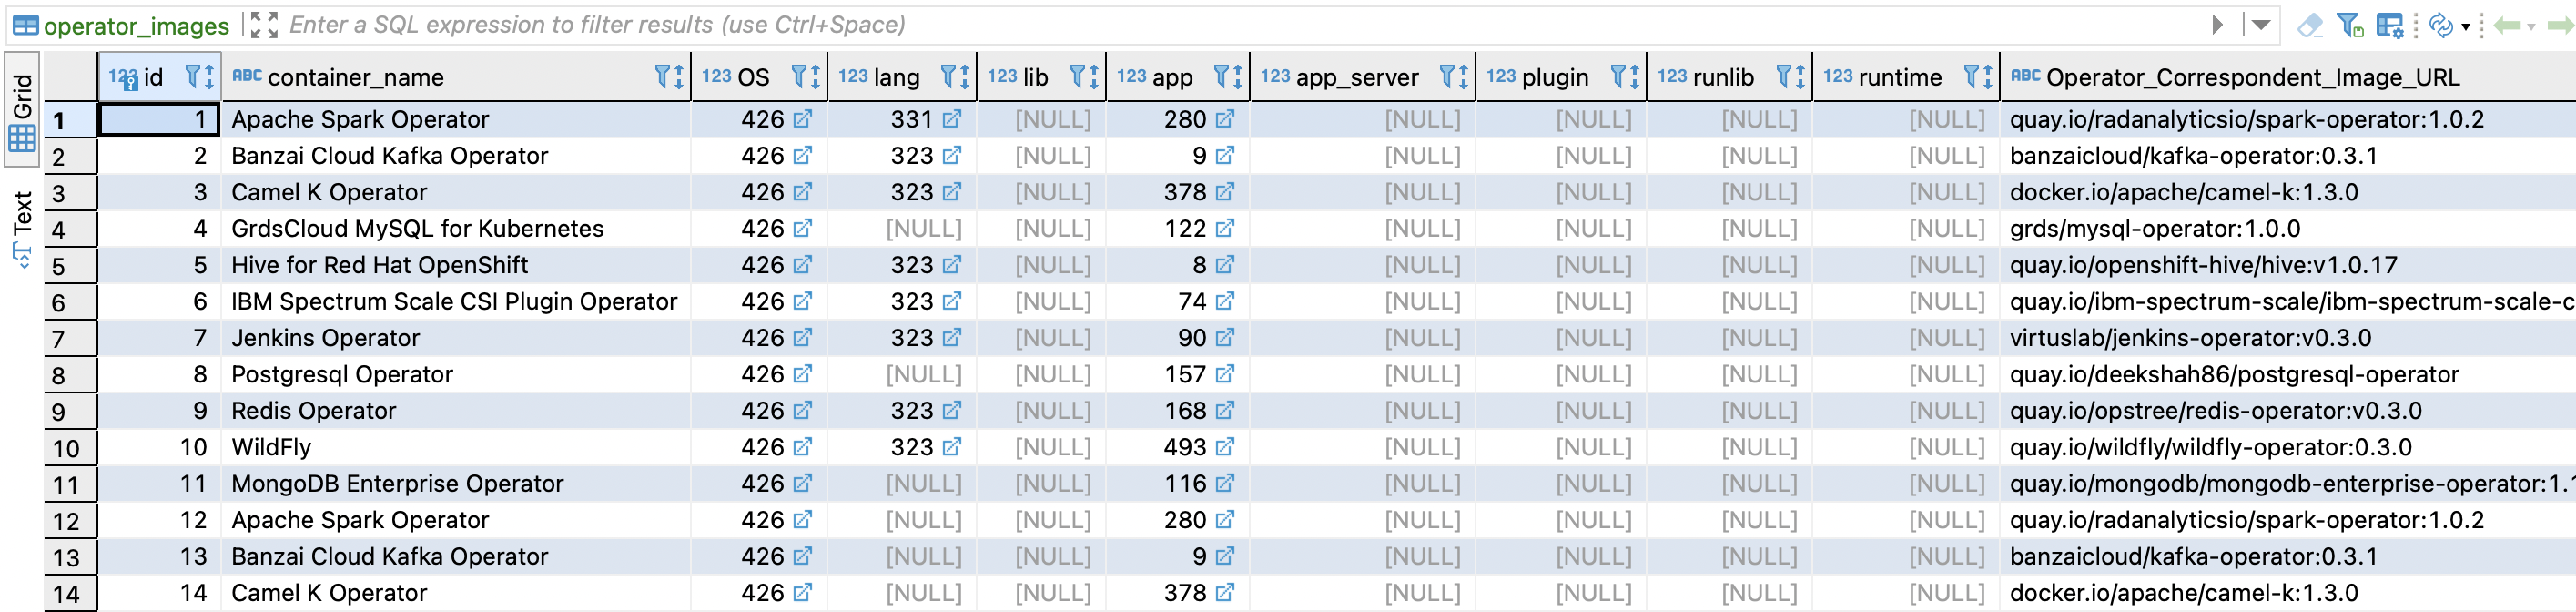 operator_images Enter a SQL expression to filter results (use Ctrl+Space)
Grid
Text
123 id ABC container_name 123 OS 123 lang 123 lib 123 app 123 app_server 123 plugin 123 runlib 123 runtime ABC Operator_Correspondent_Image_URL
1 1 Apache Spark Operator 426 331 [NULL] 280 [NULL] [NULL] [NULL] [NULL] quay.io/radanalyticsio/spark-operator:1.0.2
2 2 Banzai Cloud Kafka Operator 426 323 [NULL] 9 [NULL] [NULL] [NULL] [NULL] banzaicloud/kafka-operator:0.3.1
3 3 Camel K Operator 426 323 [NULL] 378 [NULL] [NULL] [NULL] [NULL] docker.io/apache/camel-k:1.3.0
4 4 GrdsCloud MySQL for Kubernetes 426 [NULL] [NULL] 122 [NULL] [NULL] [NULL] [NULL] grds/mysql-operator:1.0.0
5 5 Hive for Red Hat OpenShift 426 323 [NULL] 8 [NULL] [NULL] [NULL] [NULL] quay.io/openshift-hive/hive:v1.0.17
6 6 IBM Spectrum Scale CSI Plugin Operator 426 323 [NULL] 74 [NULL] [NULL] [NULL] [NULL] quay.io/ibm-spectrum-scale/ibm-spectrum-scale-c
7 7 Jenkins Operator 426 323 [NULL] 90 [NULL] [NULL] [NULL] [NULL] virtuslab/jenkins-operator:v0.3.0
8 8 Postgresql Operator 426 [NULL] [NULL] 157 [NULL] [NULL] [NULL] [NULL] quay.io/deekshah86/postgresql-operator
9 9 Redis Operator 426 323 [NULL] 168 [NULL] [NULL] [NULL] [NULL] quay.io/opstree/redis-operator:v0.3.0
10 10 WildFly 426 323 [NULL] 493 [NULL] [NULL] [NULL] [NULL] quay.io/wildfly/wildfly-operator:0.3.0
11 11 MongoDB Enterprise Operator 426 [NULL] [NULL] 116 [NULL] [NULL] [NULL] [NULL] quay.io/mongodb/mongodb-enterprise-operator:1.1
12 12 Apache Spark Operator 426 [NULL] [NULL] 280 [NULL] [NULL] [NULL] [NULL] quay.io/radanalyticsio/spark-operator:1.0.2
13 13 Banzai Cloud Kafka Operator 426 [NULL] [NULL] 9 [NULL] [NULL] [NULL] [NULL] banzaicloud/kafka-operator:0.3.1
14 14 Camel K Operator 426 [NULL] [NULL] 378 [NULL] [NULL] [NULL] [NULL] docker.io/apache/camel-k:1.3.0